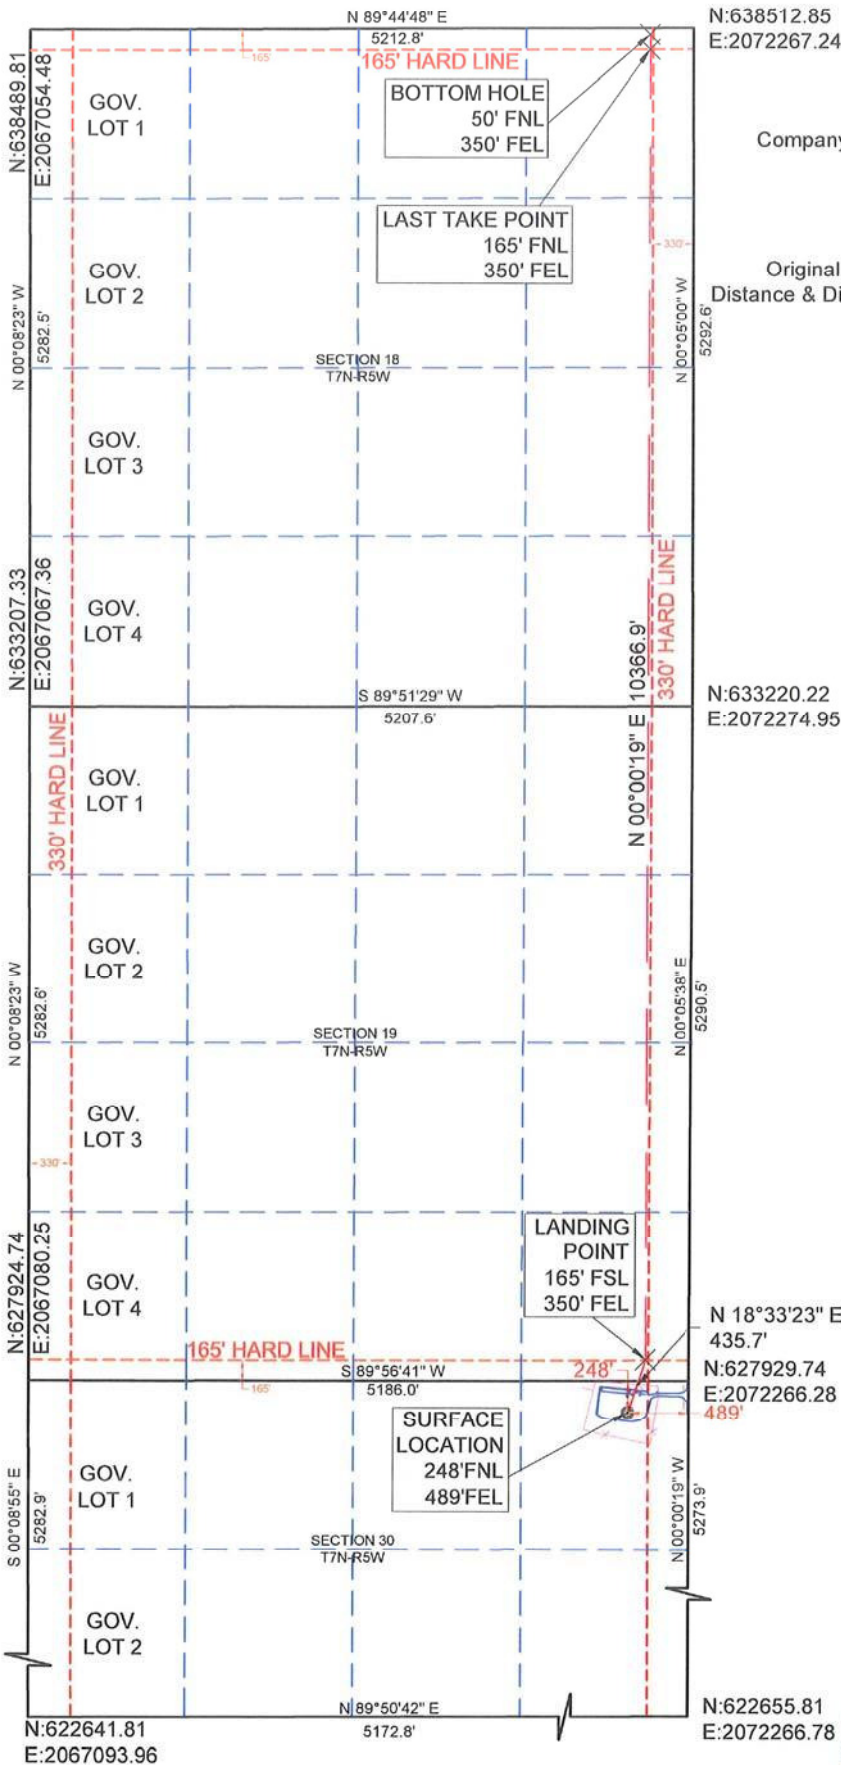 N 89°44'48" E
5212.8'
N:638512.85
E:2072267.24
165'
165' HARD LINE
N:638489.81
E:2067054.48
GOV.
LOT 1
BOTTOM HOLE
50' FNL
350' FEL
Company
LAST TAKE POINT
165' FNL
350' FEL
330'
GOV.
LOT 2
Original
Distance & Di
N 00°08'23" W
5282.5'
N 00°05'00" W
5292.6'
SECTION 18
T7N-R5W
GOV.
LOT 3
N:633207.33
E:2067067.36
GOV.
LOT 4
N 00°00'19" E 10366.9'
330' HARD LINE
S 89°51'29" W
5207.6'
N:633220.22
E:2072274.95
330' HARD LINE
GOV.
LOT 1
GOV.
LOT 2
N 00°08'23" W
5282.6'
N 00°05'38" E
5290.5'
SECTION 19
T7N-R5W
GOV.
LOT 3
330'
N:627924.74
E:2067080.25
LANDING
POINT
165' FSL
350' FEL
GOV.
LOT 4
N 18°33'23" E
435.7'
165' HARD LINE
S 89°56'41" W
5186.0'
165'
248'
N:627929.74
E:2072266.28
489'
SURFACE
LOCATION
248'FNL
489'FEL
GOV.
LOT 1
S 00°08'55" E
5282.9'
N 00°00'19" W
5273.9'
SECTION 30
T7N-R5W
GOV.
LOT 2
N 89°50'42" E
5172.8'
N:622641.81
E:2067093.96
N:622655.81
E:2072266.78